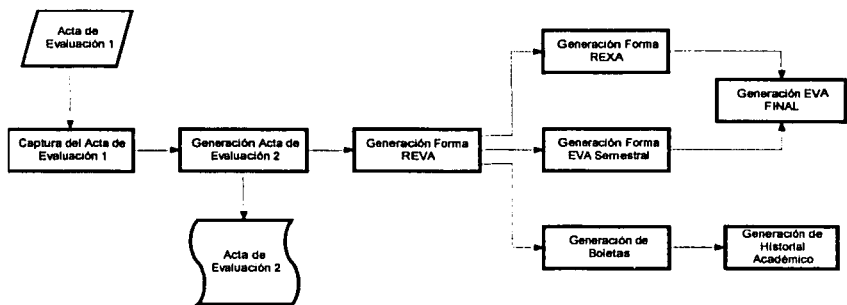 Acta de
Evaluación 1
Captura del Acta de
Evaluación 1
Generación Acta de
Evaluación 2
Acta de
Evaluación 2
Generación Forma
REVA
Generación Forma
REXA
Generación Forma
EVA Semestral
Generación EVA
FINAL
Generación de
Boletas
Generación de
Historial
Académico